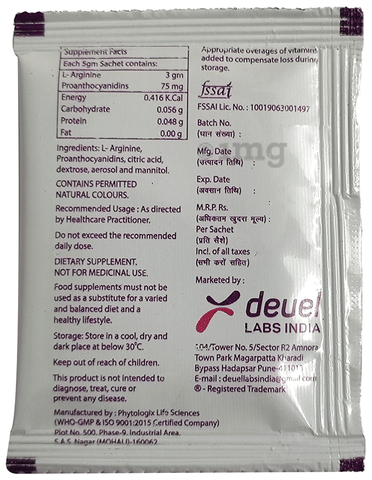 Supplement Facts
Each 5gm Sachet contains:
L- Arginine 3 gm
Proanthocyanidins 75 mg
Energy 0.416 K.Cal
Carbohydrate 0.056 g
Protein 0.048 g
Fat 0.00 g
Ingredients: L- Arginine,
Proanthocyanidins, citric acid,
dextrose, aerosol and mannitol.
CONTAINS PERMITTED
NATURAL COLOURS.
Recommended Usage : As directed
by Healthcare Practitioner.
Do not exceed the recommended
daily dose.
DIETARY SUPPLEMENT.
NOT FOR MEDICINAL USE.
Food supplements must not be
used as a substitute for a varied
and balanced diet and a
healthy lifestyle.
Storage: Store in a cool, dry and
dark place at below 30°C.
Keep out of reach of children.
This product is not intended to
diagnose, treat, cure or
prevent any disease.
Manufactured by : Phytologix Life Sciences
(WHO-GMP & ISO 9001:2015 Certified Company)
Plot No. 500, Phase-9, Industrial Area,
S.A.S. Nagar (MOHALI)-160062
Appropriate overages of vitamins
added to compensate loss during
storage.
fssai
FSSAI Lic. No. : 10019063001497
Batch No.
(घान संख्या) :
Mfg. Date
(उत्पादन तिथि) :
Exp. Date
(अवसान तिथि) :
M.R.P. Rs.
(अधिकतम खुदरा मूल्य) :
Per Sachet
(प्रति सैशे)
Incl. of all taxes
(सभी करों सहित)
Marketed by :
deuel
LABS INDIA
104/Tower No. 5/Sector R2 Amnora
Town Park Magarpatta Kharadi
Bypass Hadapsar Pune-411013
E-mail : deuellabsindia@gmail.com
® - Registered Trademark